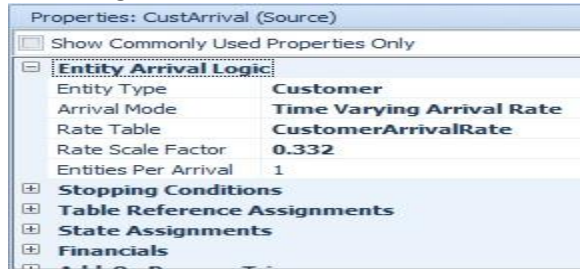 Properties: CustArrival (Source)
Show Commonly Used Properties Only
Entity Arrival Logic
Entity Type Customer
Arrival Mode Time Varying Arrival Rate
Rate Table CustomerArrivalRate
Rate Scale Factor 0.332
Entities Per Arrival 1
Stopping Conditions
Table Reference Assignments
State Assignments
Financials